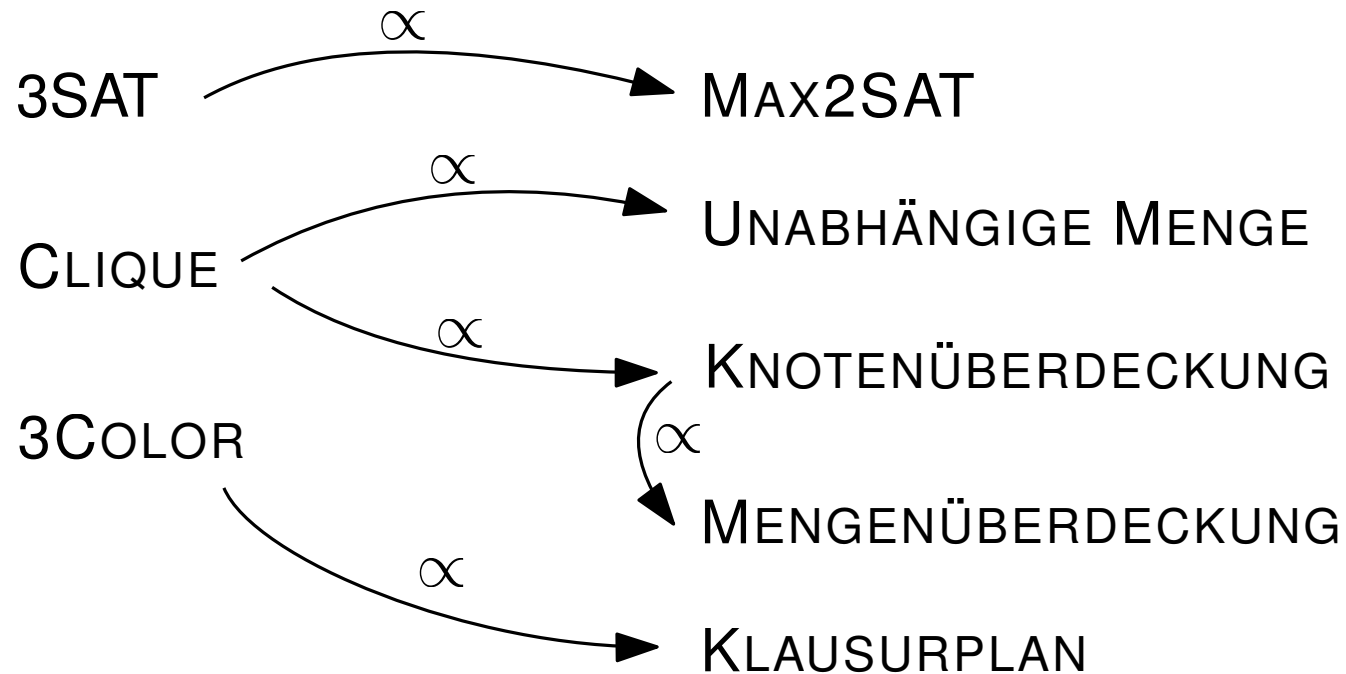 ∝
3SAT MAX2SAT
∝
UNABHÄNGIGE MENGE
CLIQUE
∝
KNOTENÜBERDECKUNG
3COLOR ∝
MENGENÜBERDECKUNG
∝
KLAUSURPLAN